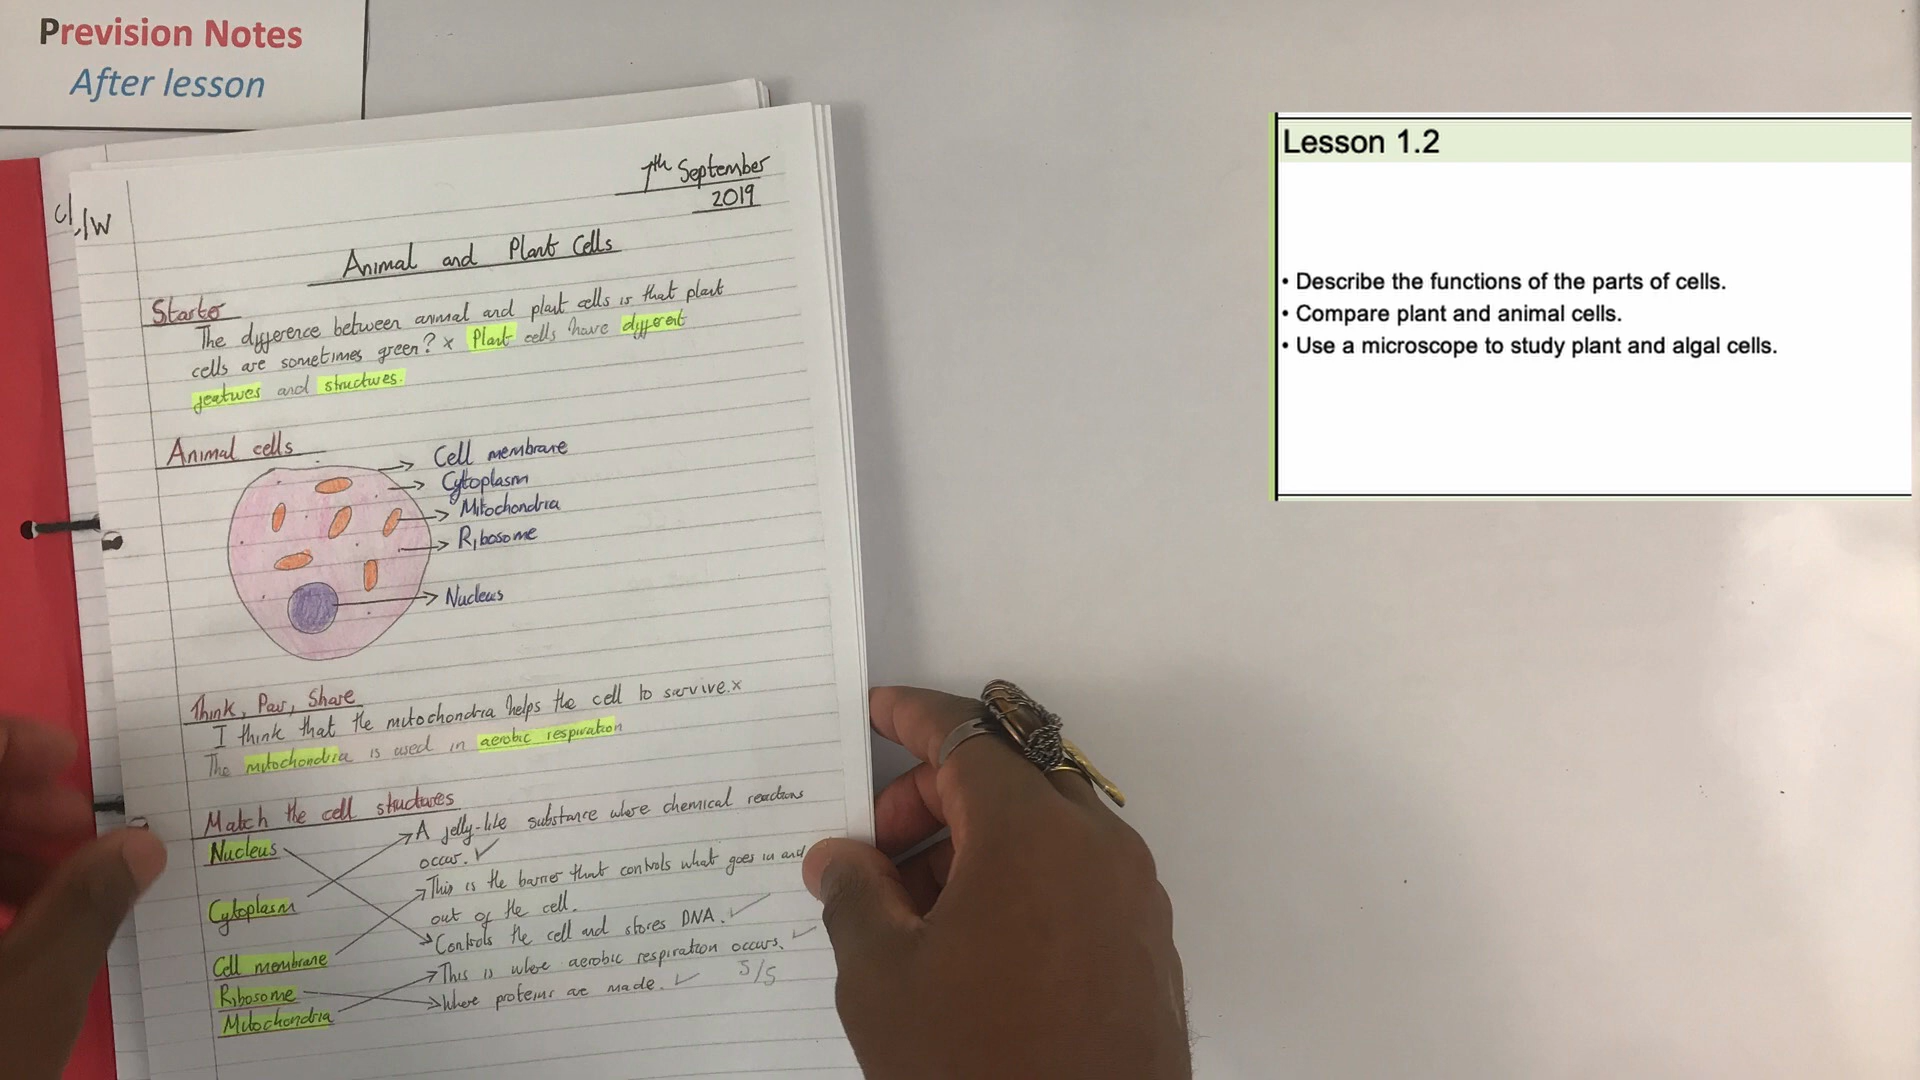 Prevision Notes
After lesson
7th September
2019
C/W
Animal and Plant Cells
Starter
The difference between animal and plant cells is that plant
cells are sometimes green? x Plant cells have different
features and structures.
Animal cells
Cell membrane
Cytoplasm
Mitochondria
Ribosome
Nucleus
Think, Pair, Share
I think that the mitochondria helps the cell to survive. x
The mitochondria is used in aerobic respiration
Match the cell structures
Nucleus
Cytoplasm
Cell membrane
Ribosome
Mitochondria
A jelly-like substance where chemical reactions
occur. ✓
This is the barrier that controls what goes in and
out of the cell.
Controls the cell and stores DNA. ✓
This is where aerobic respiration occurs. ✓
Where proteins are made. ✓ 5/5
Lesson 1.2
• Describe the functions of the parts of cells.
• Compare plant and animal cells.
• Use a microscope to study plant and algal cells.